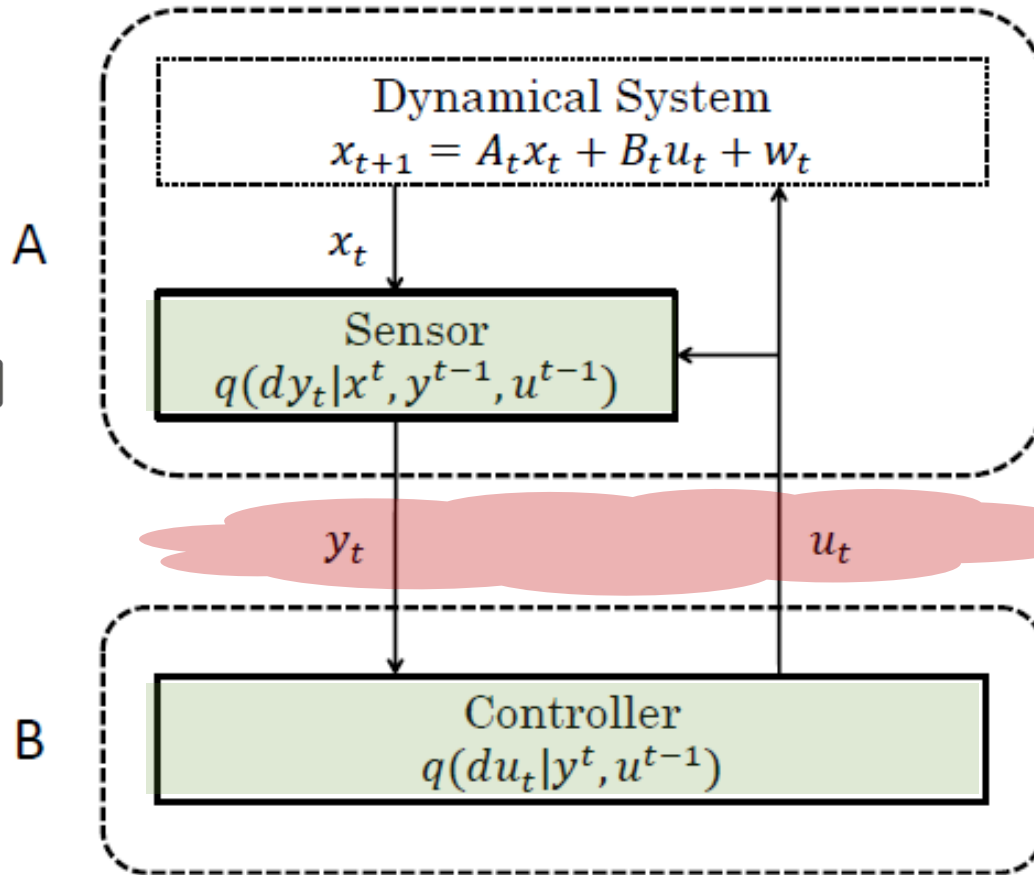 Dynamical System
x_{t+1} = A_t x_t + B_t u_t + w_t
A
x_t
Sensor
q(dy_t|x^t, y^{t-1}, u^{t-1})
y_t
u_t
B
Controller
q(du_t|y^t, u^{t-1})